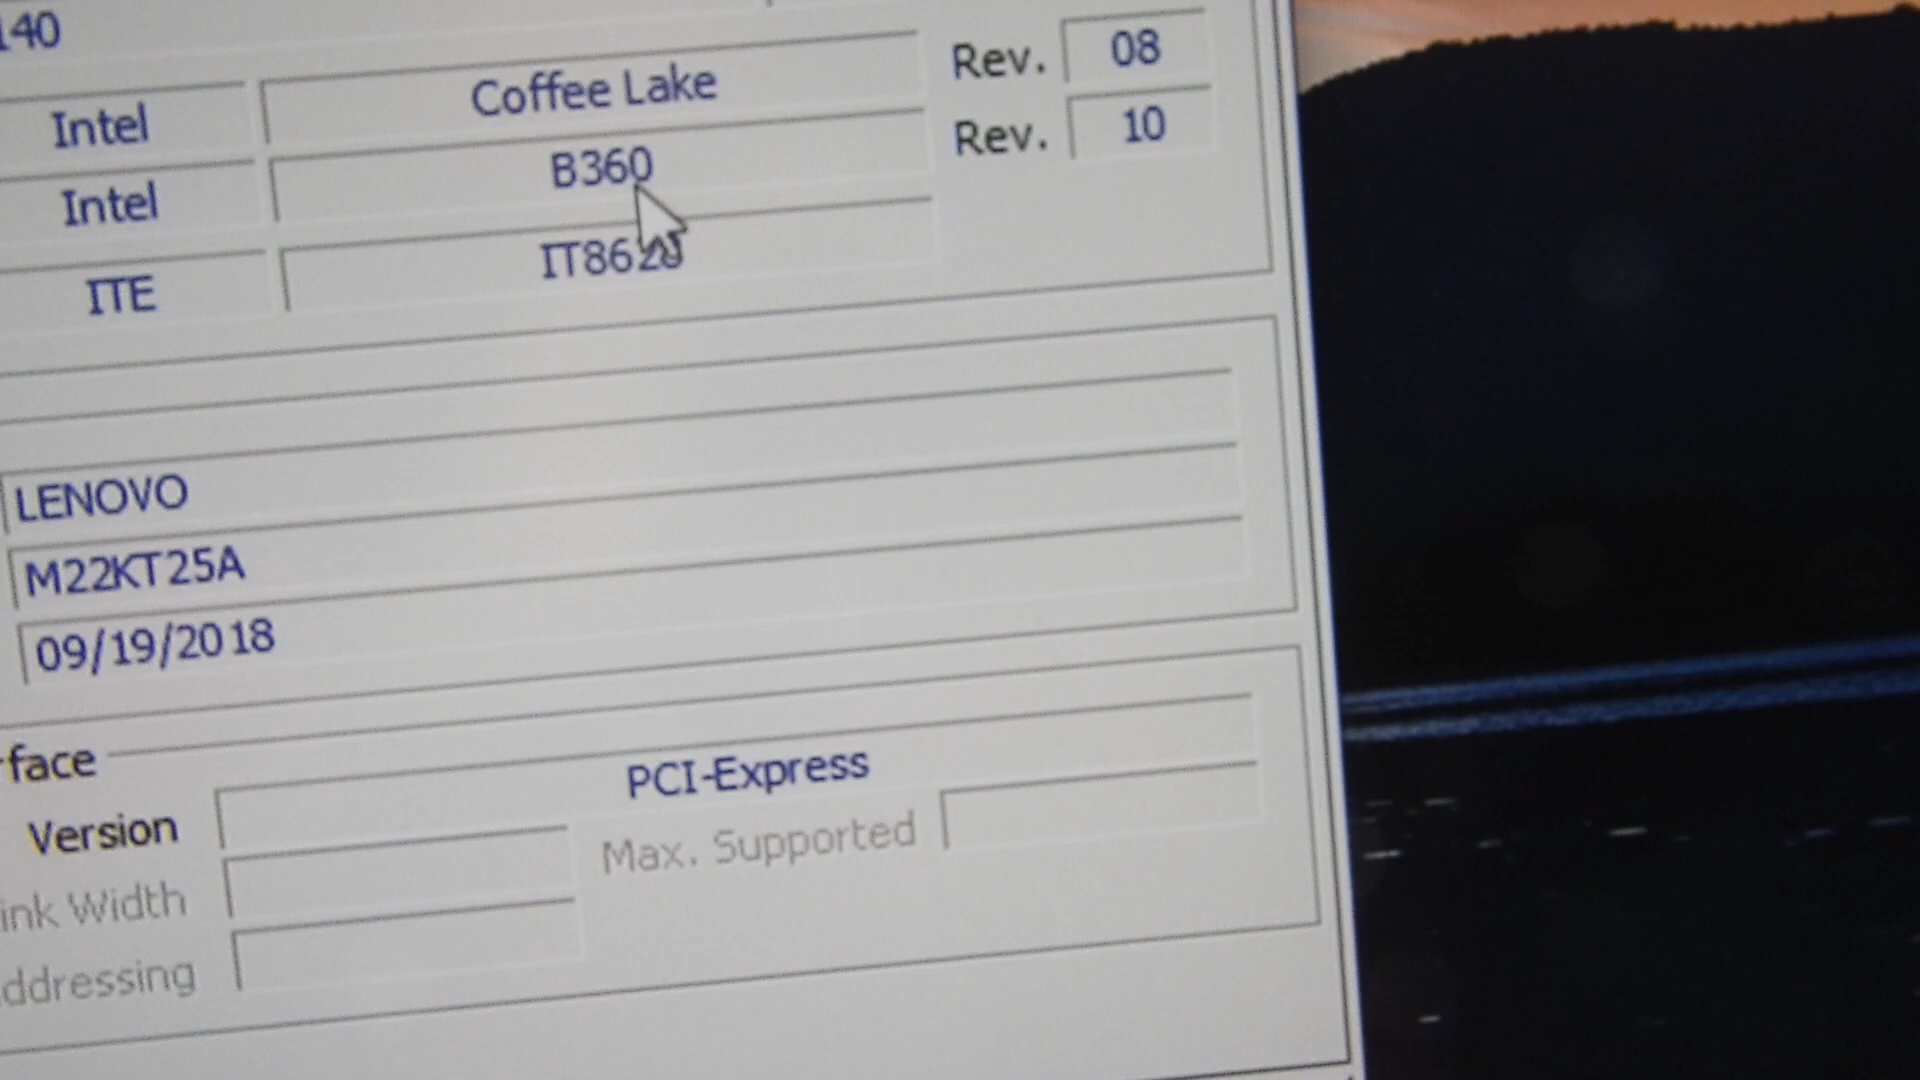 140
Intel Coffee Lake Rev. 08
Intel B360 Rev. 10
ITE
LENOVO
M22KT25A
09/19/2018
rface
Version PCI-Express
ink Width Max. Supported
ddressing